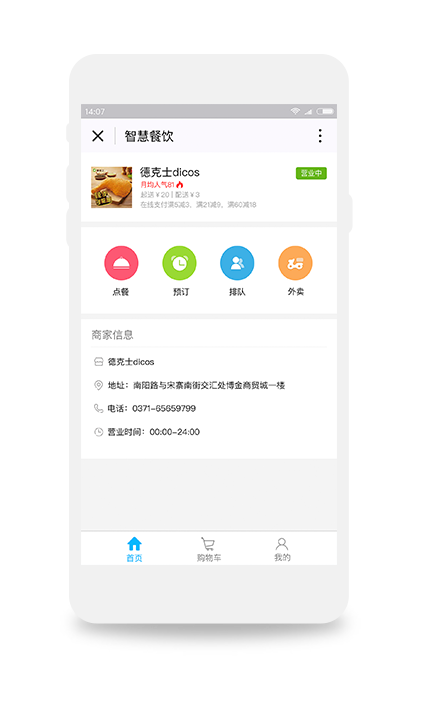 14:07
智慧餐饮
德克士dicos
营业中
月均人气81
起送￥20 | 配送￥3
在线支付满5减3、满21减9、满60减18
点餐
预订
排队
外卖
商家信息
德克士dicos
地址：南阳路与宋寨南街交汇处博金商贸城一楼
电话：0371-65659799
营业时间：00:00-24:00
首页
购物车
我的